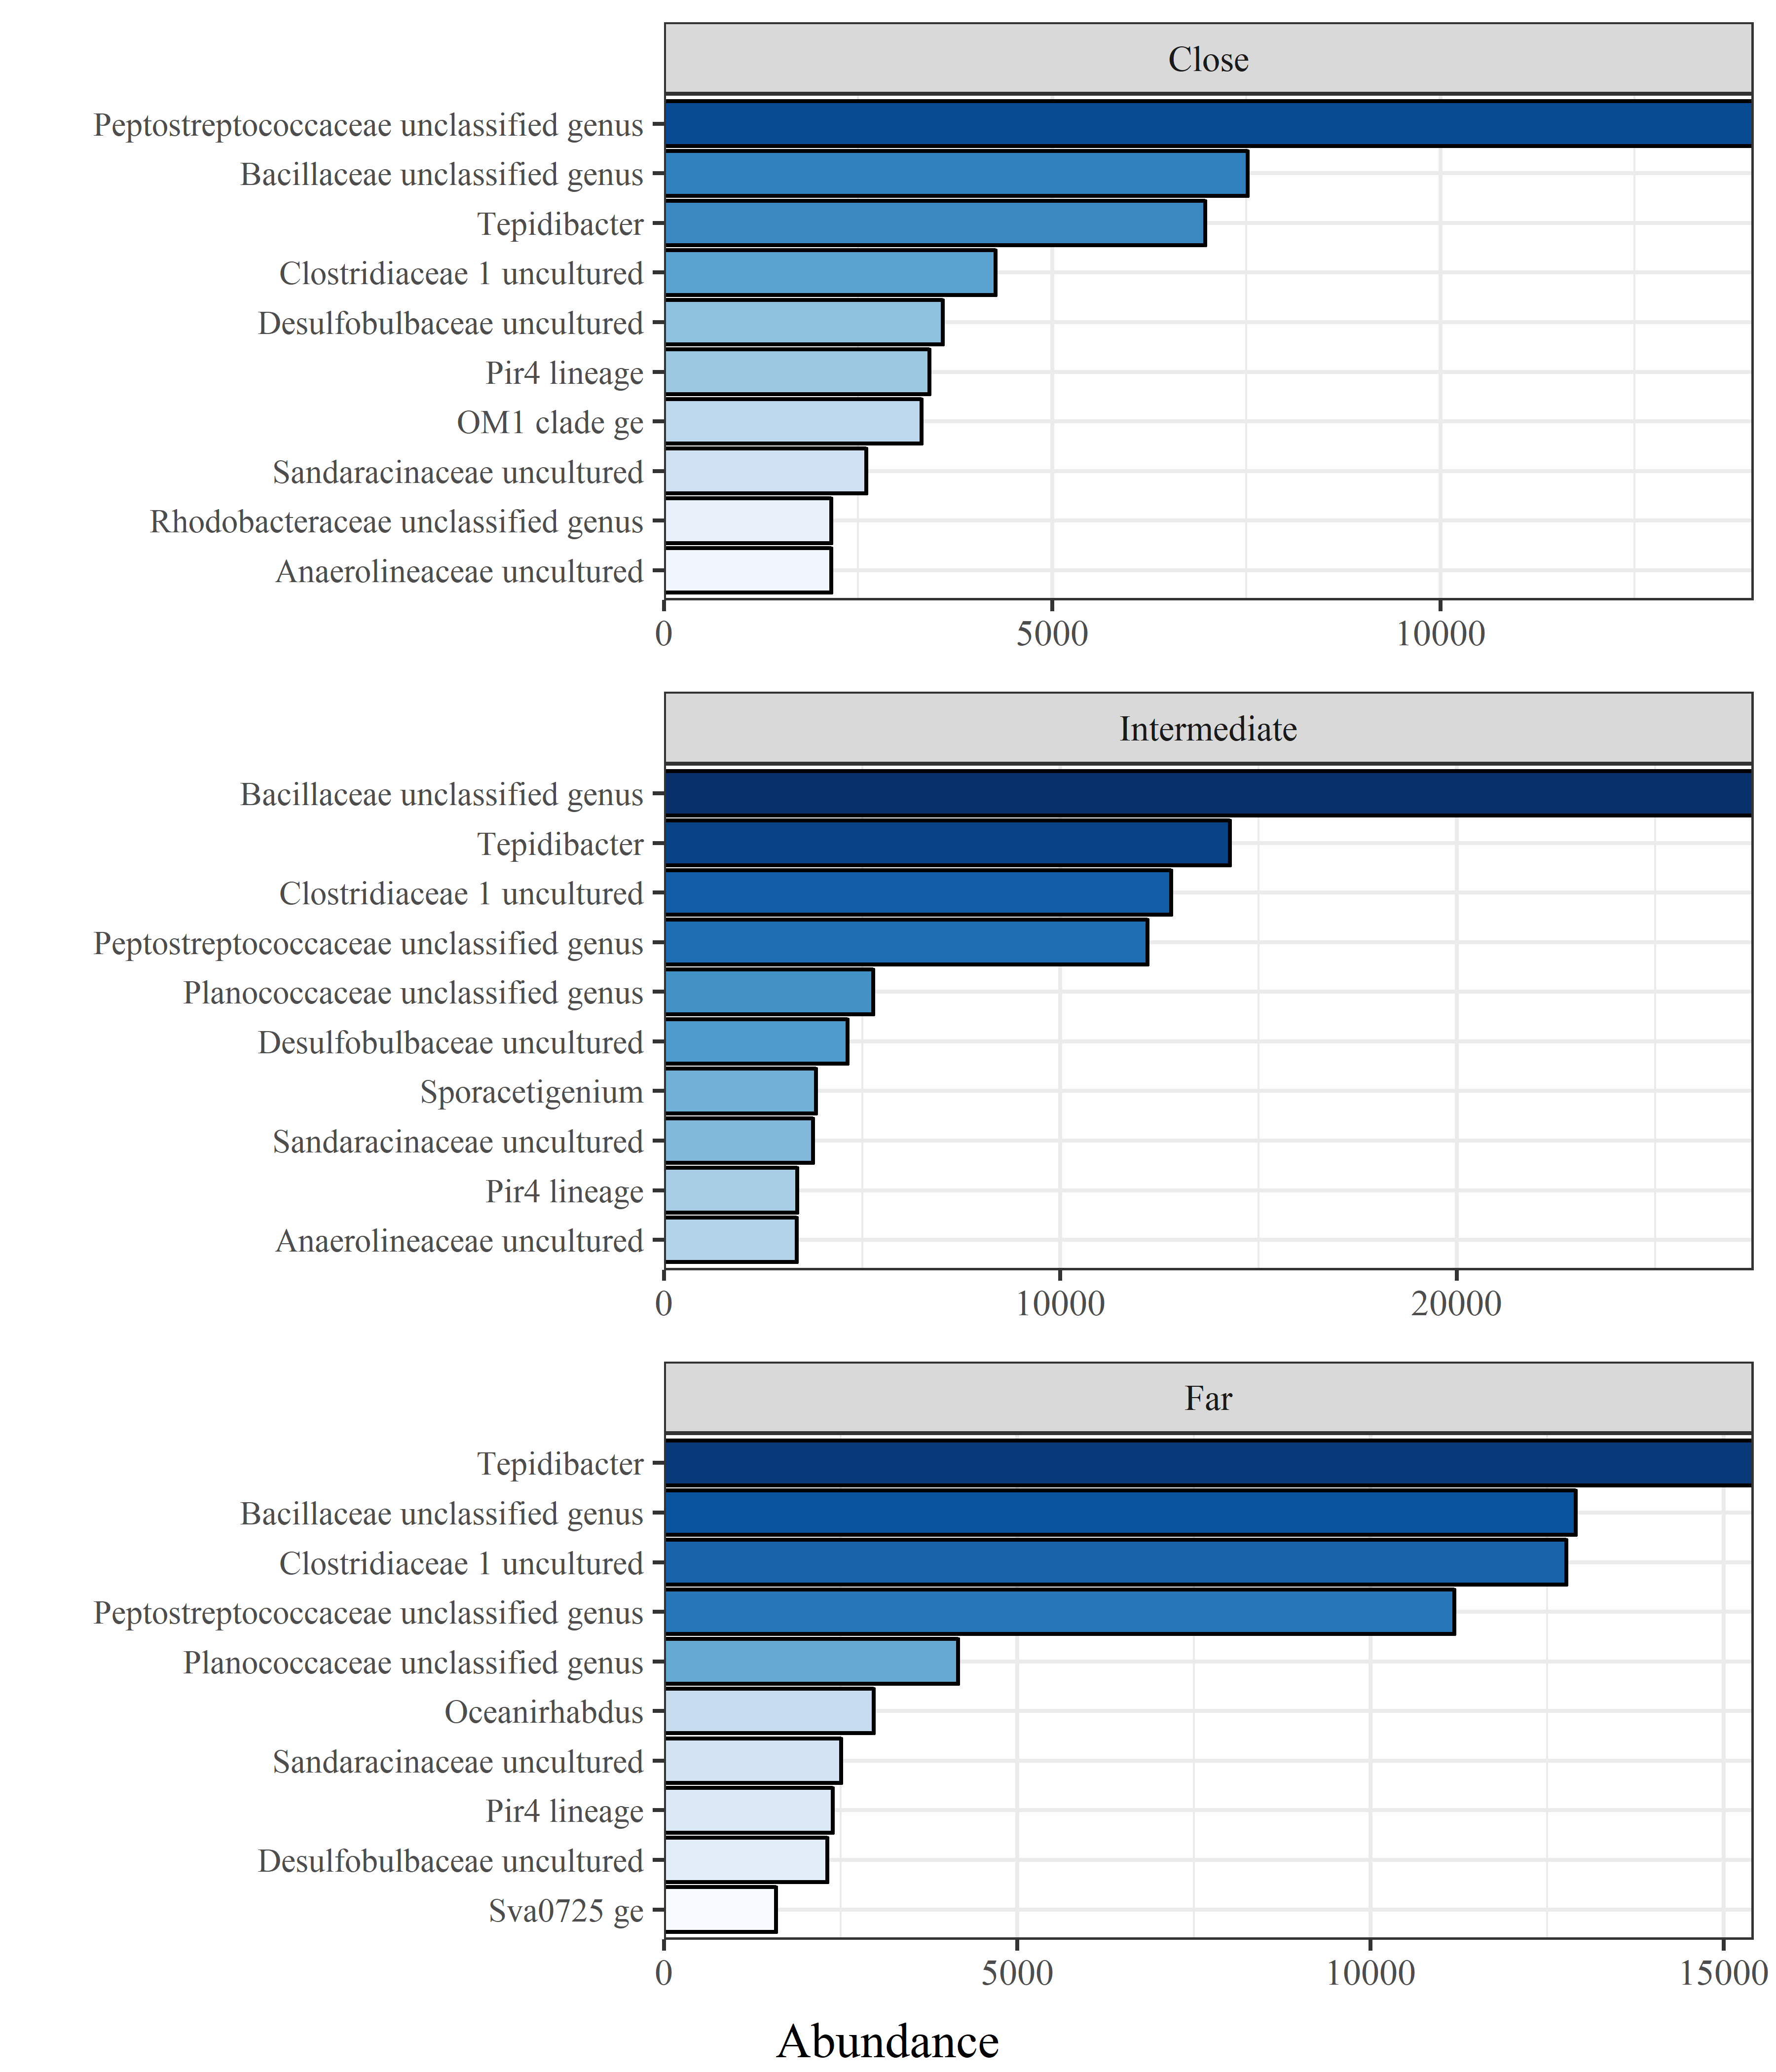 Close
Peptostreptococcaceae unclassified genus
Bacillaceae unclassified genus
Tepidibacter
Clostridiaceae 1 uncultured
Desulfobulbaceae uncultured
Pir4 lineage
OM1 clade ge
Sandaracinaceae uncultured
Rhodobacteraceae unclassified genus
Anaerolineaceae uncultured
0 5000 10000
Intermediate
Bacillaceae unclassified genus
Tepidibacter
Clostridiaceae 1 uncultured
Peptostreptococcaceae unclassified genus
Planococcaceae unclassified genus
Desulfobulbaceae uncultured
Sporacetigenium
Sandaracinaceae uncultured
Pir4 lineage
Anaerolineaceae uncultured
0 10000 20000
Far
Tepidibacter
Bacillaceae unclassified genus
Clostridiaceae 1 uncultured
Peptostreptococcaceae unclassified genus
Planococcaceae unclassified genus
Oceanirhabdus
Sandaracinaceae uncultured
Pir4 lineage
Desulfobulbaceae uncultured
Sva0725 ge
0 5000 10000 15000
Abundance